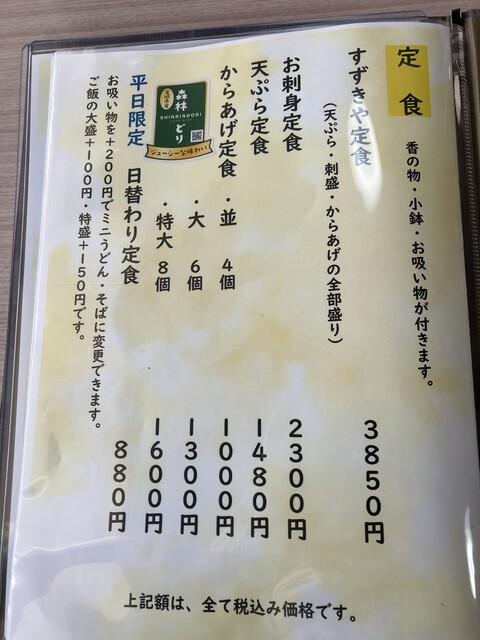 定食
香の物・小鉢・お吸い物が付きます。
すずきや定食 3850円
（天ぷら・刺盛・からあげの全部盛り）
お刺身定食 2300円
天ぷら定食 1480円
からあげ定食・並 4個 1000円
・大 6個 1300円
・特大 8個 1600円
森林
SHINRINDORI
どり
ジューシーな味わい
平日限定 日替わり定食 880円
お吸い物を＋200円でミニうどん・そばに変更できます。
ご飯の大盛＋100円・特盛＋150円です。
上記額は、全て税込み価格です。